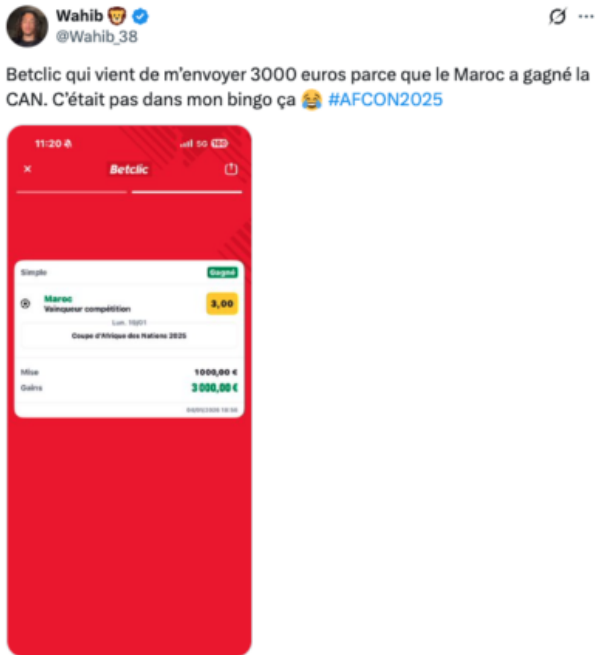 Wahib 🦁
@Wahib_38
Betclic qui vient de m'envoyer 3000 euros parce que le Maroc a gagné la
CAN. C'était pas dans mon bingo ça 😂 #AFCON2025
11:20
5G
Betclic
Simple Gagné
Maroc 3,00
Vainqueur compétition
Coupe d'Afrique des Nations 2025
Mise 1000,00 €
Gains 3 000,00 €